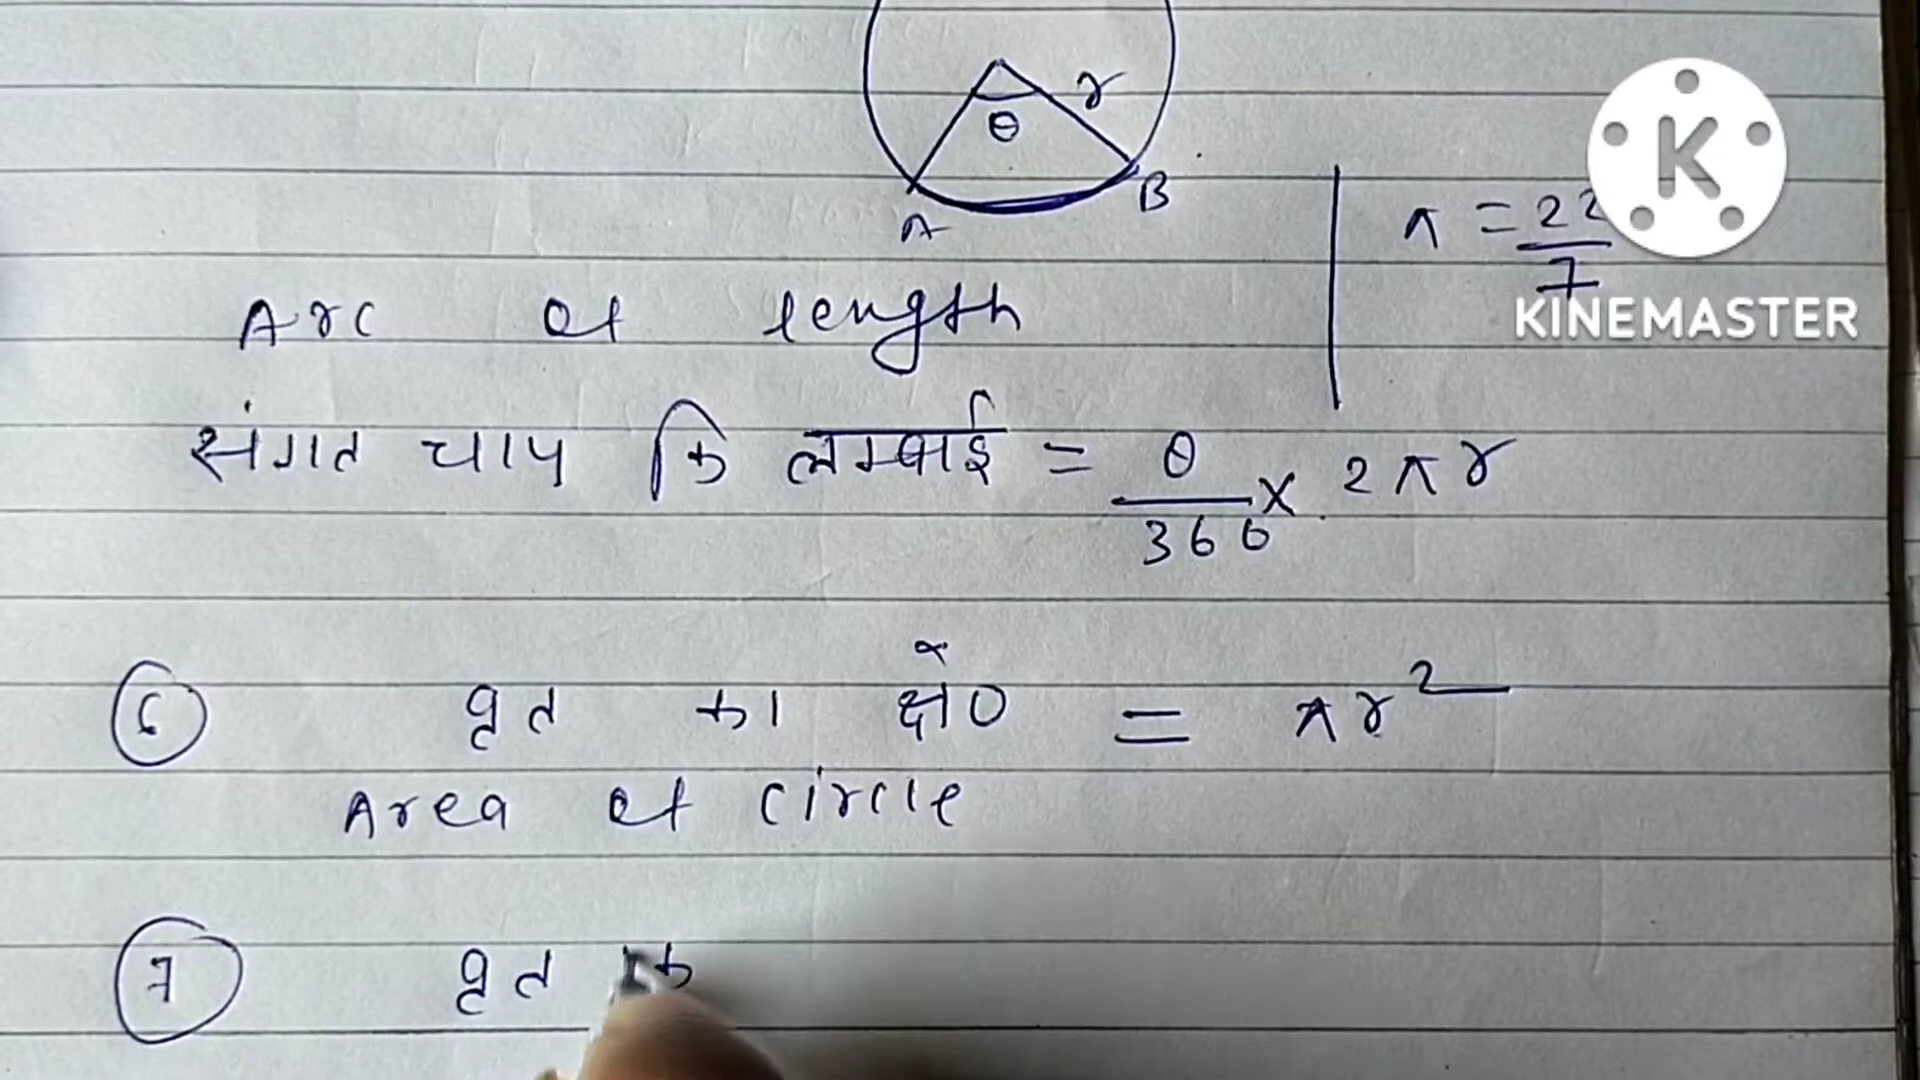 θ r
A B
π = 22
7
KINEMASTER
Arc of length
संगत चाप कि लम्बाई = θ/360 × 2πr
6 वृत का क्षे० = πr²
Area of circle
7 वृत कि